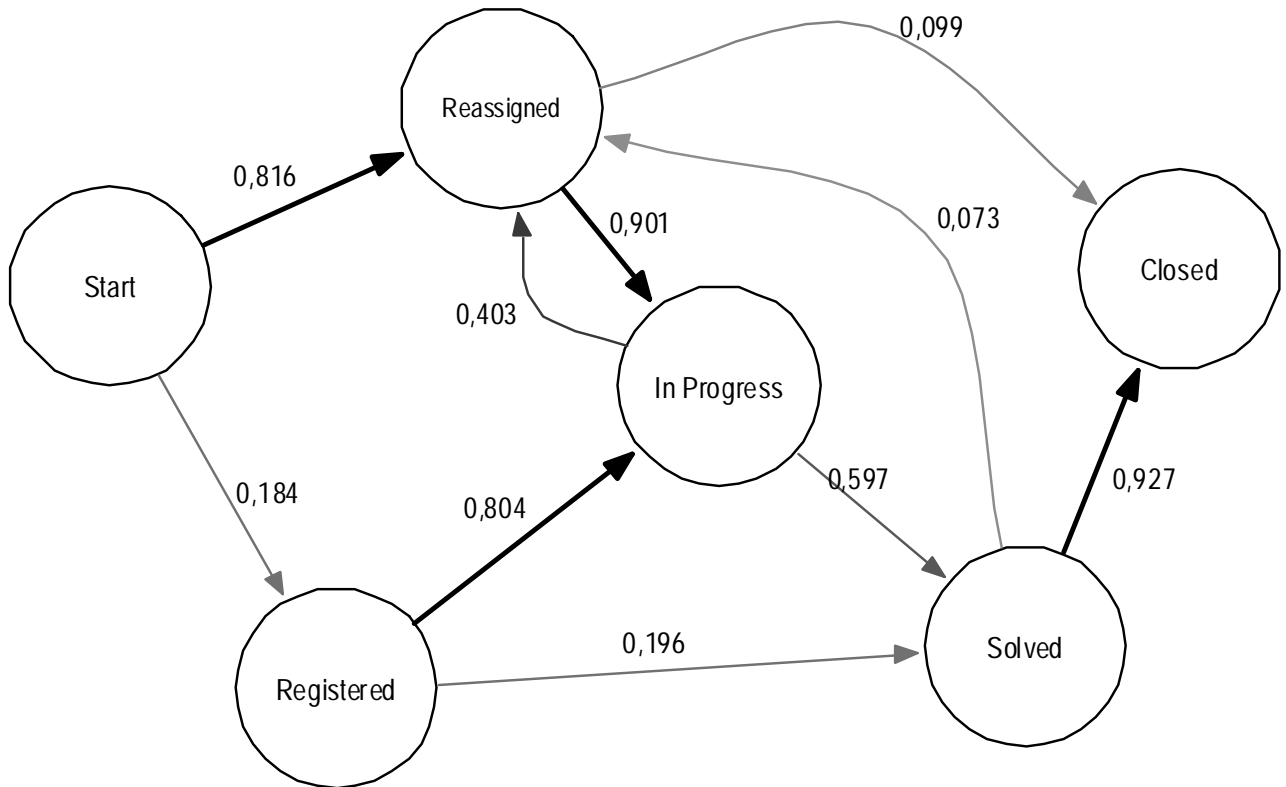 0,099
Reassigned
0,816
0,073
0,901
Closed
Start
0,403
In Progress
0,597
0,927
0,184
0,804
0,196
Solved
Registered